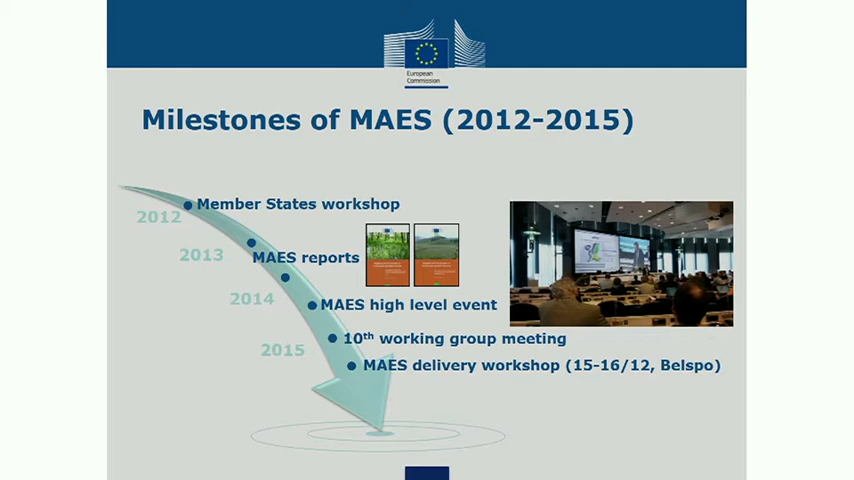 European
Commission
Milestones of MAES (2012-2015)
Member States workshop
2012
2013
MAES reports
2014
MAES high level event
10th working group meeting
2015
MAES delivery workshop (15-16/12, Belspo)